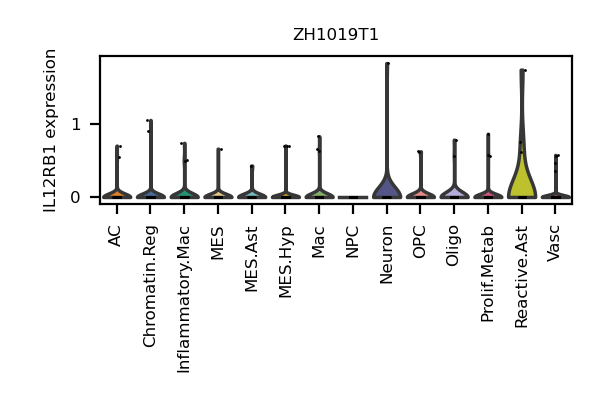 ZH1019T1
IL12RB1 expression
1
0
AC
Chromatin.Reg
Inflammatory.Mac
MES
MES.Ast
MES.Hyp
Mac
NPC
Neuron
OPC
Oligo
Prolif.Metab
Reactive.Ast
Vasc